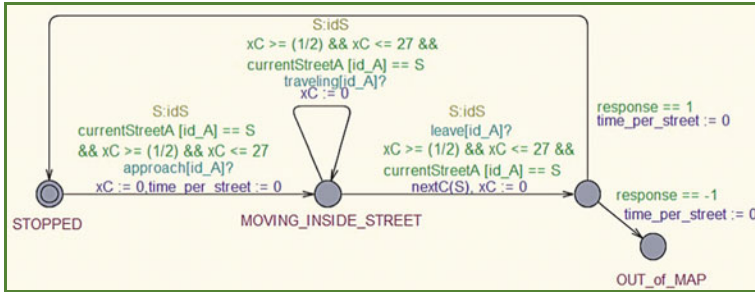 S:idS
xC >= (1/2) && xC <= 27 &&
currentStreetA [id_A] == S
traveling[id_A]?
xC := 0
S:idS
currentStreetA [id_A] == S
&& xC >= (1/2) && xC <= 27
approach[id_A]?
xC := 0,time_per_street := 0
S:idS
leave[id_A]?
xC >= (1/2) && xC <= 27 &&
currentStreetA [id_A] == S
nextC(S), xC := 0
response == 1
time_per_street := 0
response == -1
time_per_street := 0
STOPPED
MOVING_INSIDE_STREET
OUT_of_MAP